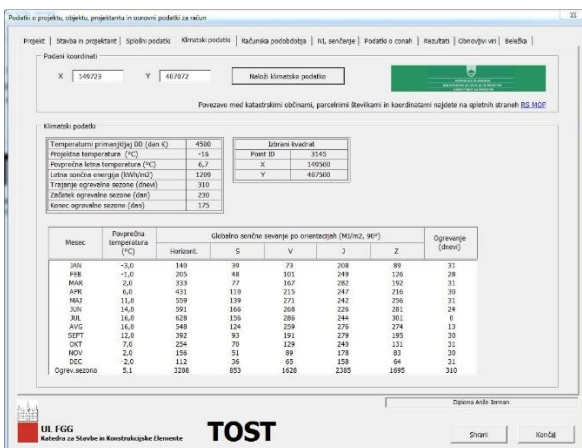 Podatki o projektu, objektu, projektantu in osnovni podatki za račun
Projekt | Stavba in projektant | Splošni podatki | Klimatski podatki | Računska podobdobja | NI, senčenje | Podatki o conah | Rezultati | Obnovljivi viri | Beležka
Podani koordinati
X 149723 Y 407072 Naloži klimatske podatke
Povezavo med katastrskimi občinami, parcelnimi številkami in koordinatami najdete na spletnih straneh RS MOP
Klimatski podatki
Temperaturni primanjkljaj DD (dan K) 4500
Projektna temperatura (°C) -16
Povprečna letna temperatura (°C) 6,7
Letna sončna energija (kWh/m2) 1209
Trajanje ogrevalne sezone (dnevi) 310
Začetek ogrevalne sezone (dan) 230
Konec ogrevalne sezone (dan) 175
Izbrani kvadrat
Point ID 3145
X 149500
Y 407500
Mesec Povprečna temperatura (°C) Globalno sončno sevanje po orientacijah (MJ/m2, 90°) Ogrevanje (dnevi)
Horizont. S V J Z
JAN -3,0 140 39 73 208 89 31
FEB -1,0 205 48 101 249 126 28
MAR 2,0 333 77 167 282 192 31
APR 6,0 431 110 215 247 216 30
MAJ 11,0 559 139 271 242 256 31
JUN 14,0 591 166 268 226 281 24
JUL 16,0 628 156 286 244 301 0
AVG 16,0 548 124 259 276 274 13
SEPT 12,0 392 93 191 279 195 30
OKT 7,0 254 70 129 240 131 31
NOV 2,0 156 51 89 178 83 30
DEC -2,0 112 36 65 158 64 31
Ogrev.sezona 5,1 3208 853 1628 2385 1695 310
Diploma Anže Jerman
UL FGG
Katedra za Stavbe in Konstrukcijske Elemente
TOST
Shrani Končaj